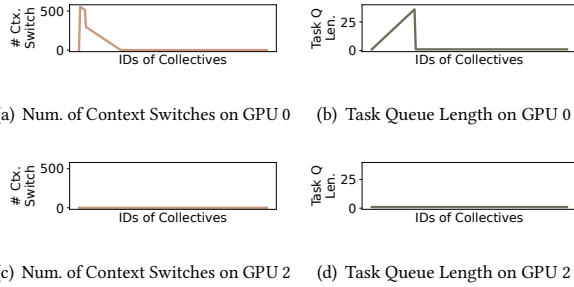 # Ctx.
Switch
500
0
IDs of Collectives
Task Q
Len.
25
0
IDs of Collectives
a) Num. of Context Switches on GPU 0
(b) Task Queue Length on GPU 0
# Ctx.
Switch
500
0
IDs of Collectives
Task Q
Len.
25
0
IDs of Collectives
c) Num. of Context Switches on GPU 2
(d) Task Queue Length on GPU 2